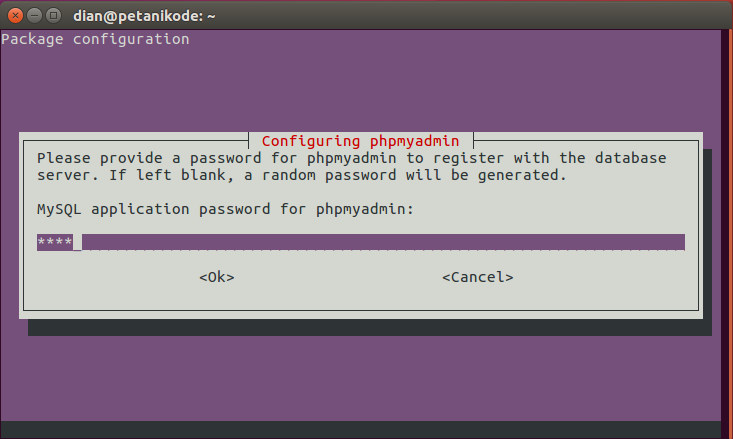 dian@petanikode: ~
Package configuration
Configuring phpmyadmin
Please provide a password for phpmyadmin to register with the database
server. If left blank, a random password will be generated.
MySQL application password for phpmyadmin:
****_
<Ok> <Cancel>